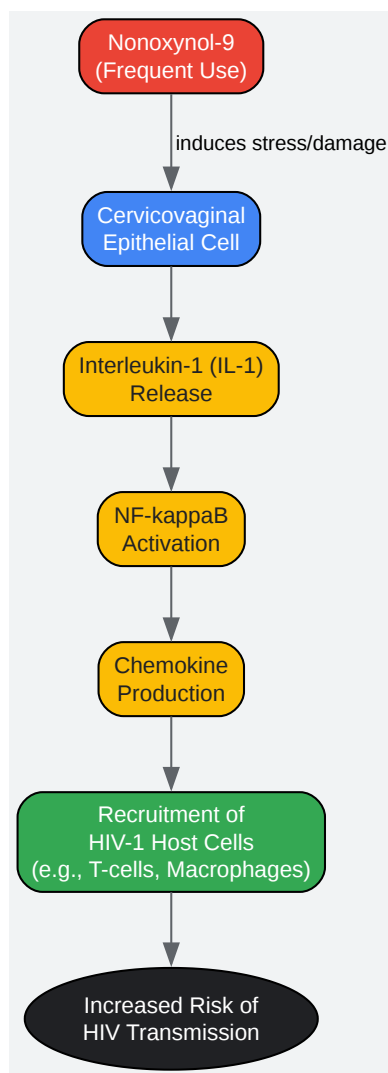 Nonoxynol-9
(Frequent Use)
induces stress/damage
Cervicovaginal
Epithelial Cell
Interleukin-1 (IL-1)
Release
NF-kappaB
Activation
Chemokine
Production
Recruitment of
HIV-1 Host Cells
(e.g., T-cells, Macrophages)
Increased Risk of
HIV Transmission